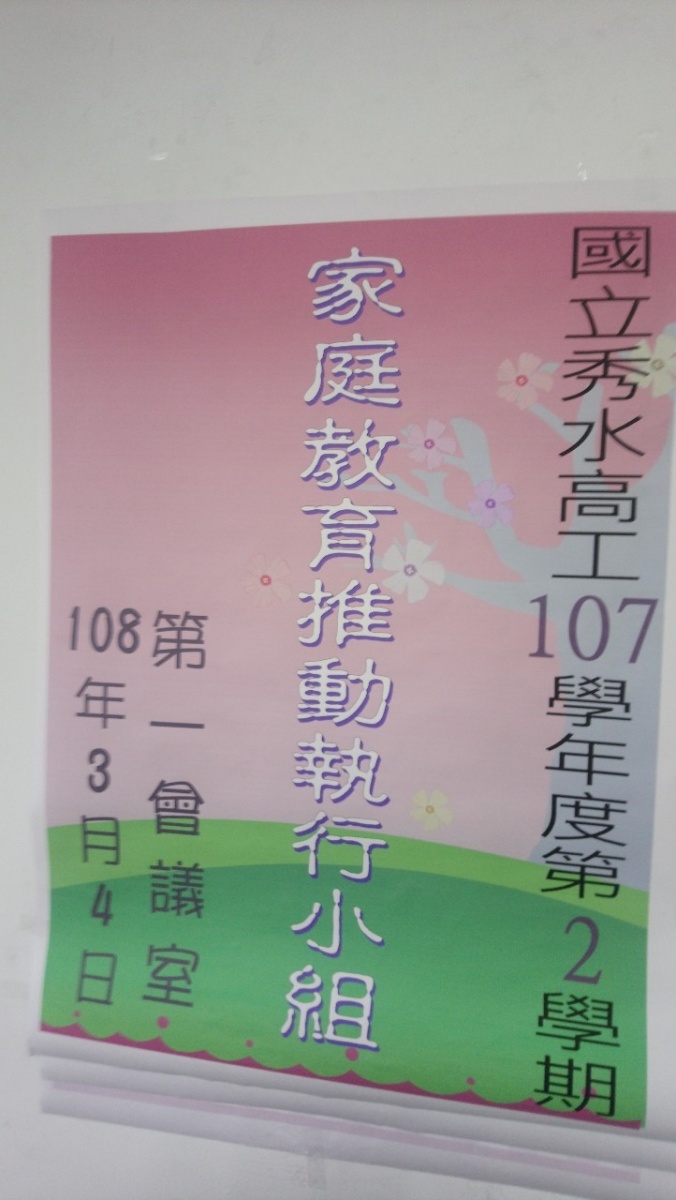 國立秀水高工107學年度第2學期
家庭教育推動執行小組
第一會議室
108年3月4日